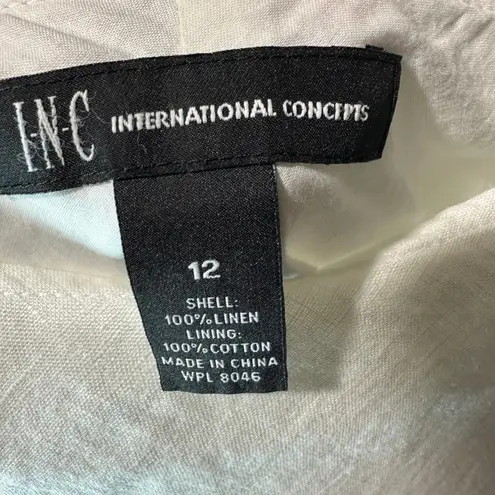 I·N·C INTERNATIONAL CONCEPTS
12
SHELL:
100%LINEN
LINING:
100%COTTON
MADE IN CHINA
WPL 8046